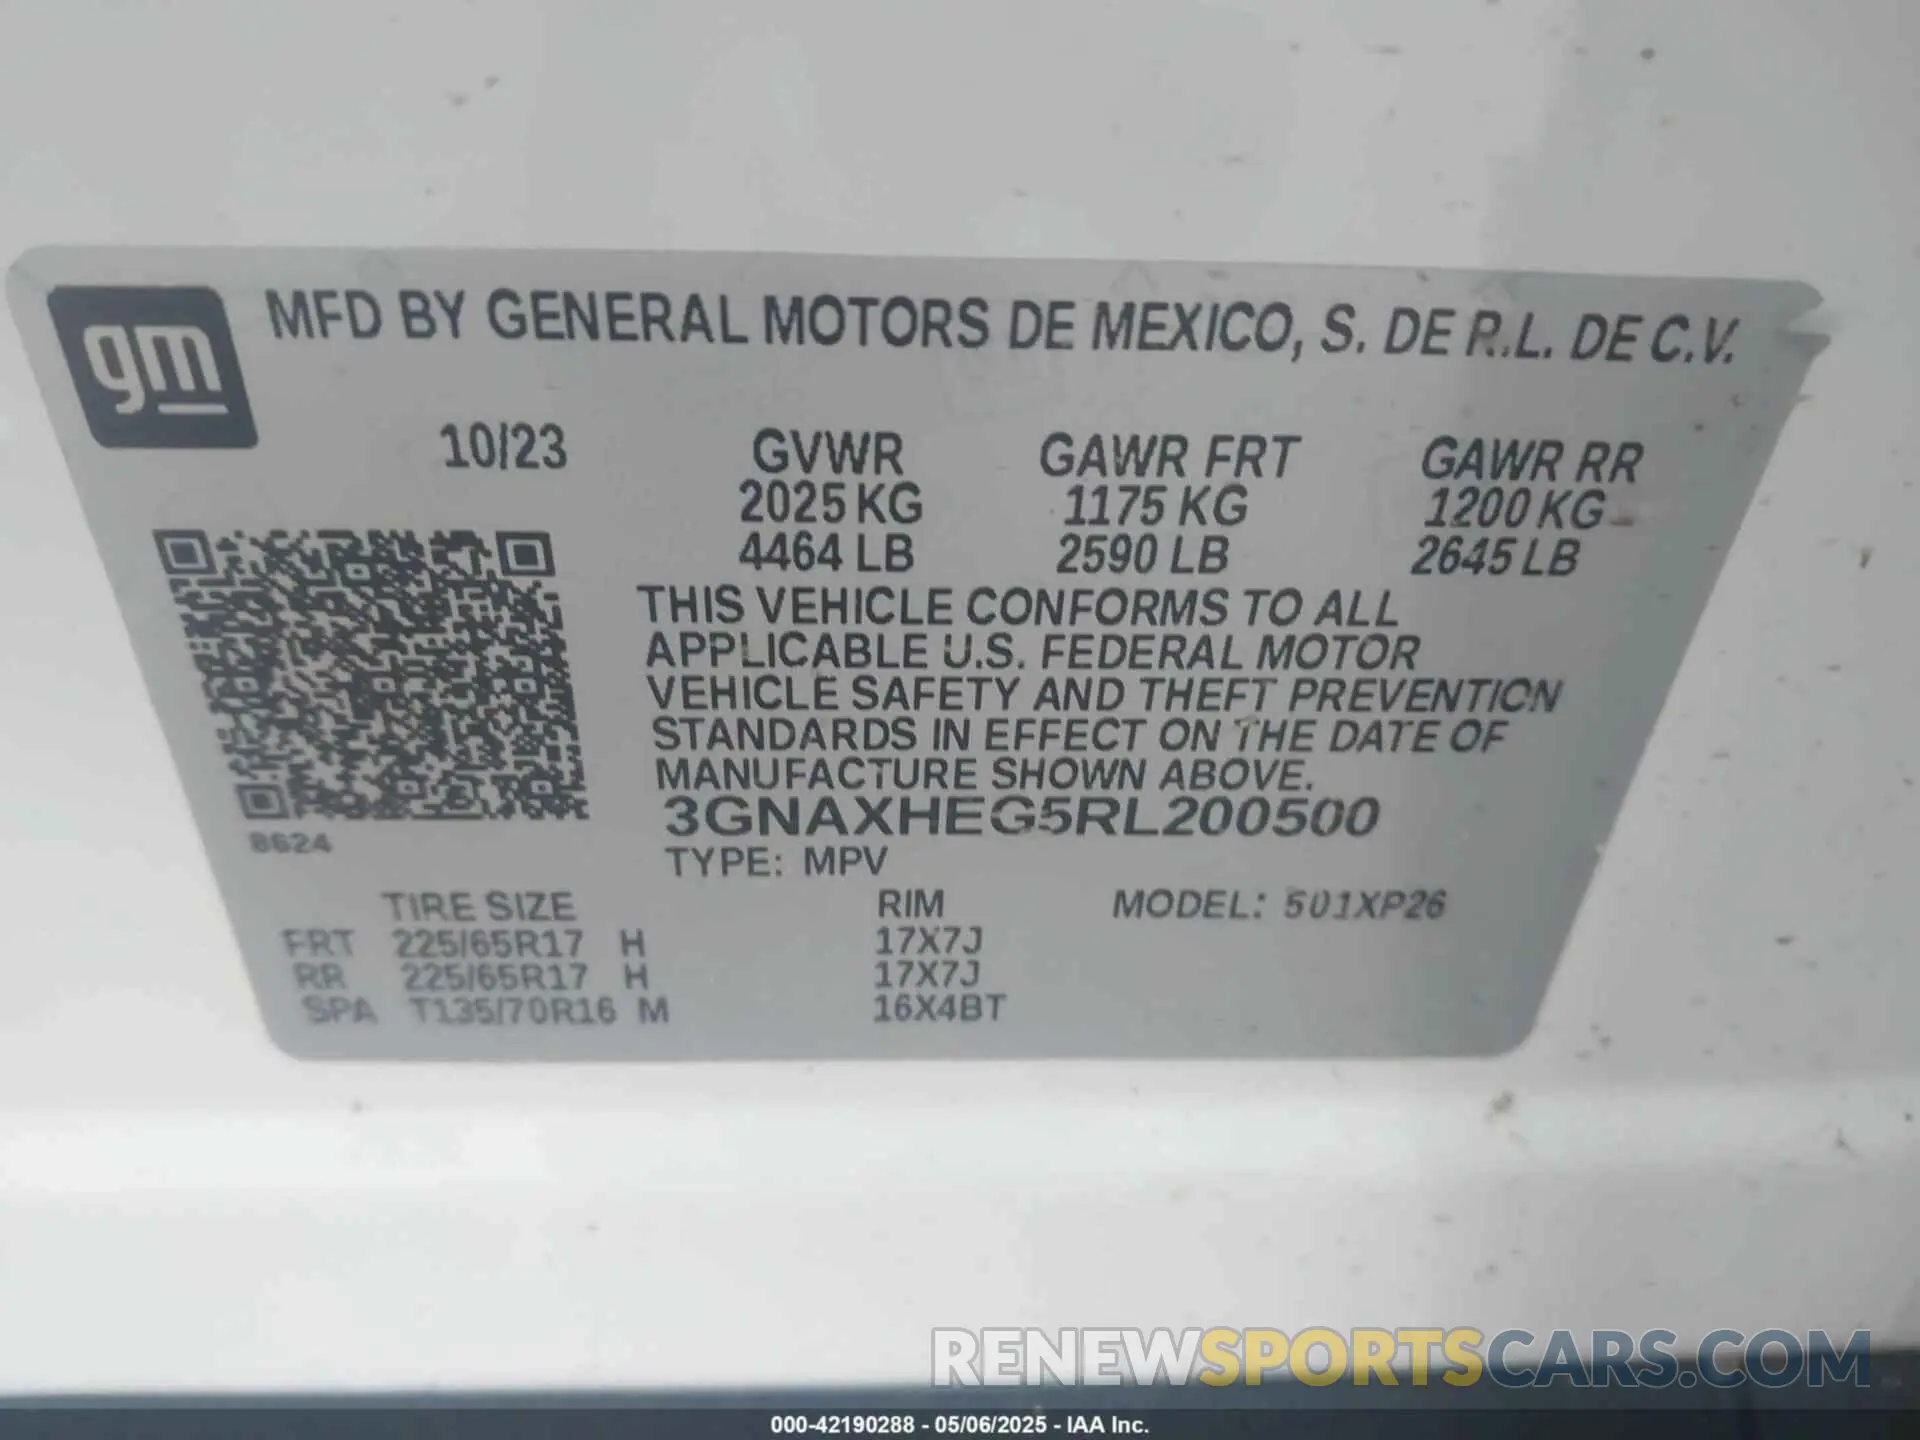 gm
MFD BY GENERAL MOTORS DE MEXICO, S. DE R.L. DE C.V.
10/23 GVWR GAWR FRT GAWR RR
2025 KG 1175 KG 1200 KG
4464 LB 2590 LB 2645 LB
THIS VEHICLE CONFORMS TO ALL
APPLICABLE U.S. FEDERAL MOTOR
VEHICLE SAFETY AND THEFT PREVENTION
STANDARDS IN EFFECT ON THE DATE OF
MANUFACTURE SHOWN ABOVE.
3GNAXHEG5RL200500
8624
TYPE: MPV
TIRE SIZE RIM MODEL: 501XP26
FRT 225/65R17 H 17X7J
RR 225/65R17 H 17X7J
SPA T135/70R16 M 16X4BT
RENEWSPORTSCARS.COM
000-42190288 - 05/06/2025 - IAA Inc.